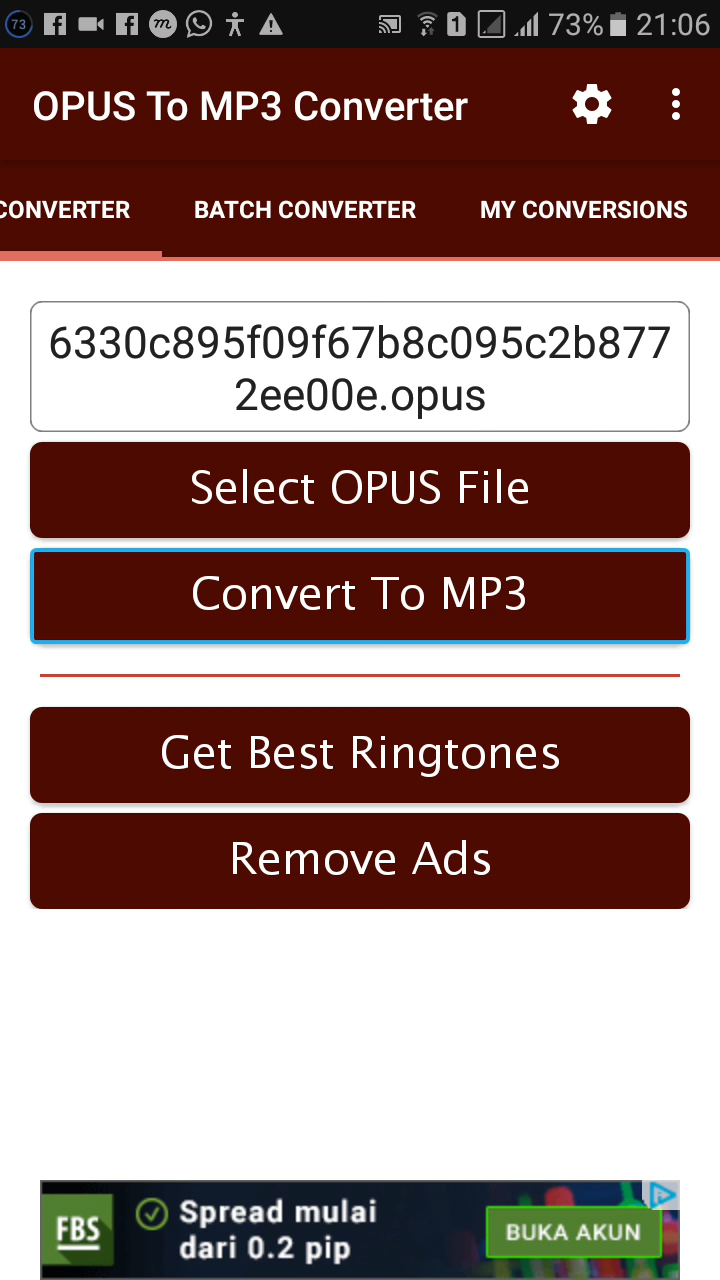 73
1
73%
21:06
OPUS To MP3 Converter
CONVERTER
BATCH CONVERTER
MY CONVERSIONS
6330c895f09f67b8c095c2b877
2ee00e.opus
Select OPUS File
Convert To MP3
Get Best Ringtones
Remove Ads
FBS
Spread mulai
dari 0.2 pip
BUKA AKUN